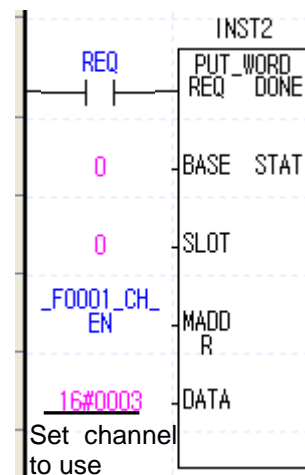 INST2
REQ
PUT_WORD
REQ DONE
0
BASE STAT
0
SLOT
_F0001_CH_
EN
MADD
R
16#0003
DATA
Set channel
to use